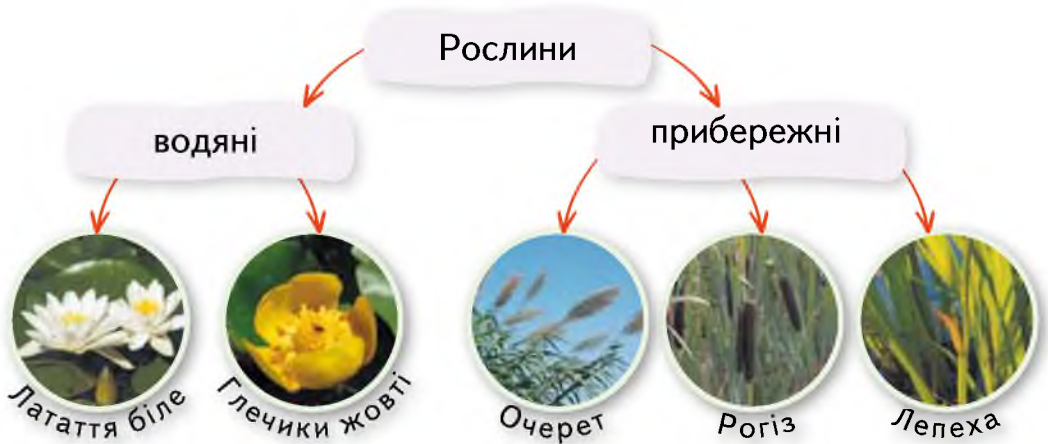 Рослини
водяні
прибережні
Латаття біле
Глечики жовті
Очерет
Рогіз
Лепеха